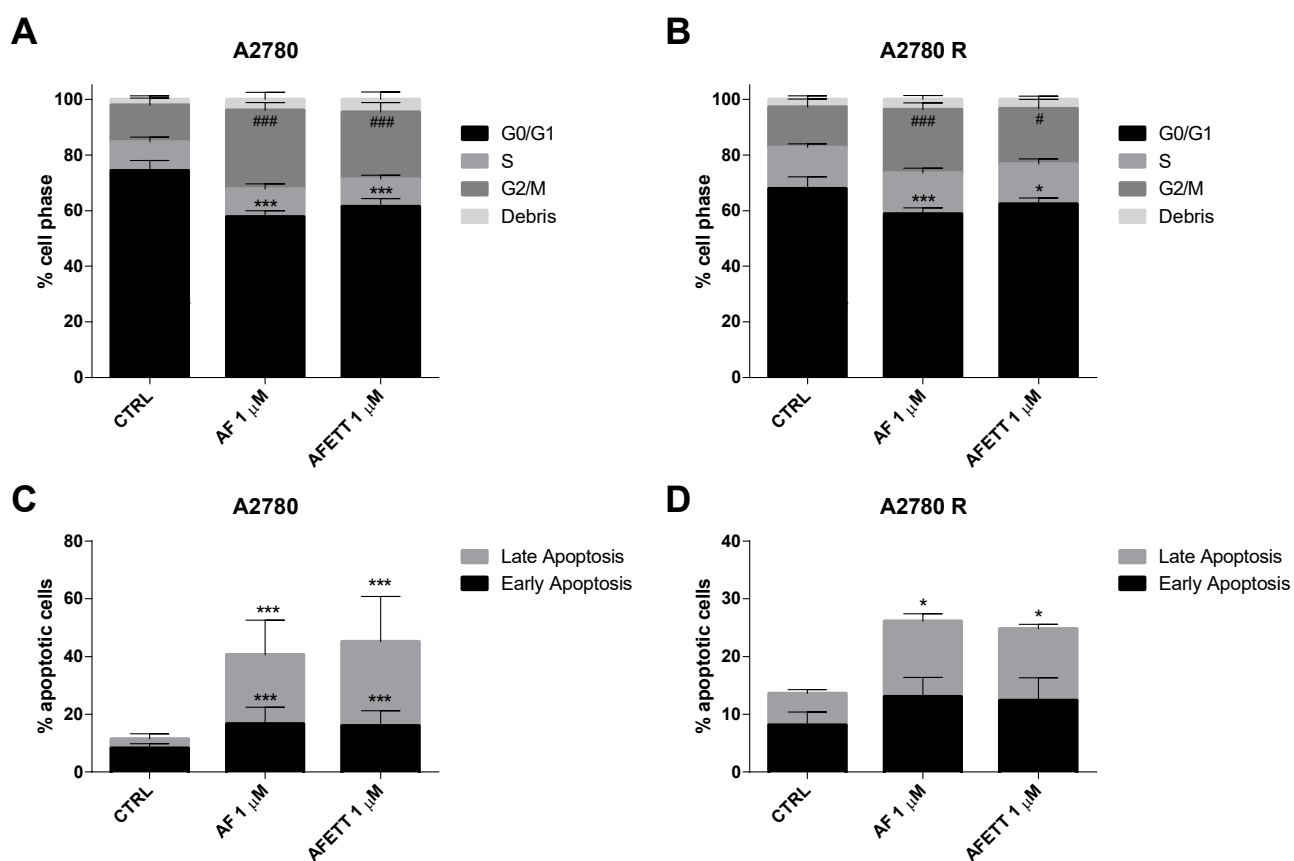 A
A2780
% cell phase
100
80
60
40
20
0
###
###
***
***
CTRL
AF 1 μM
AFETT 1 μM
G0/G1
S
G2/M
Debris
B
A2780 R
% cell phase
100
80
60
40
20
0
###
#
***
*
CTRL
AF 1 μM
AFETT 1 μM
G0/G1
S
G2/M
Debris
C
A2780
% apoptotic cells
80
60
40
20
0
***
***
***
***
CTRL
AF 1 μM
AFETT 1 μM
Late Apoptosis
Early Apoptosis
D
A2780 R
% apoptotic cells
40
30
20
10
0
*
*
CTRL
AF 1 μM
AFETT 1 μM
Late Apoptosis
Early Apoptosis